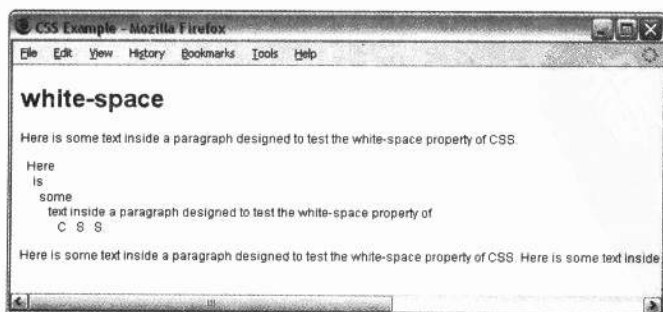 CSS Example - Mozilla Firefox
File Edit View History Bookmarks Tools Help
white-space
Here is some text inside a paragraph designed to test the white-space property of CSS.
Here
is
some
text inside a paragraph designed to test the white-space property of
C S S.
Here is some text inside a paragraph designed to test the white-space property of CSS. Here is some text inside